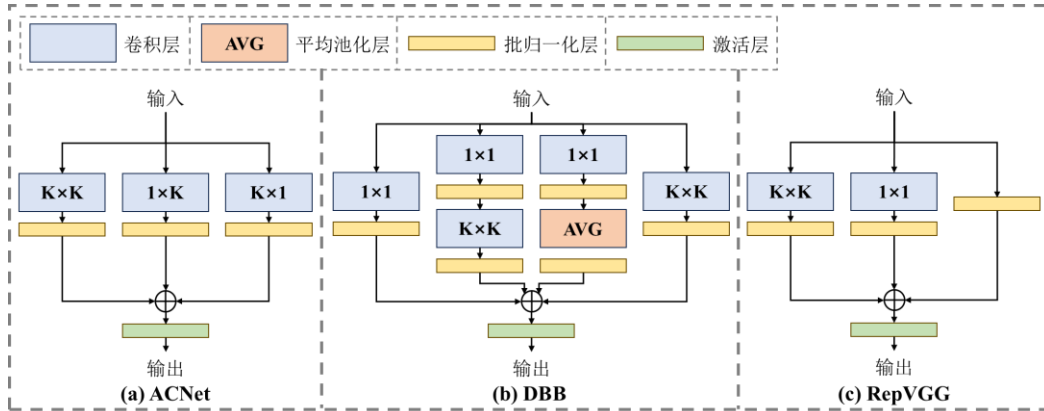 卷积层 AVG 平均池化层 批归一化层 激活层
输入 输入 输入
1×1 1×1
K×K 1×K K×1 1×1 K×K K×K 1×1
K×K AVG
输出 输出 输出
(a) ACNet (b) DBB (c) RepVGG